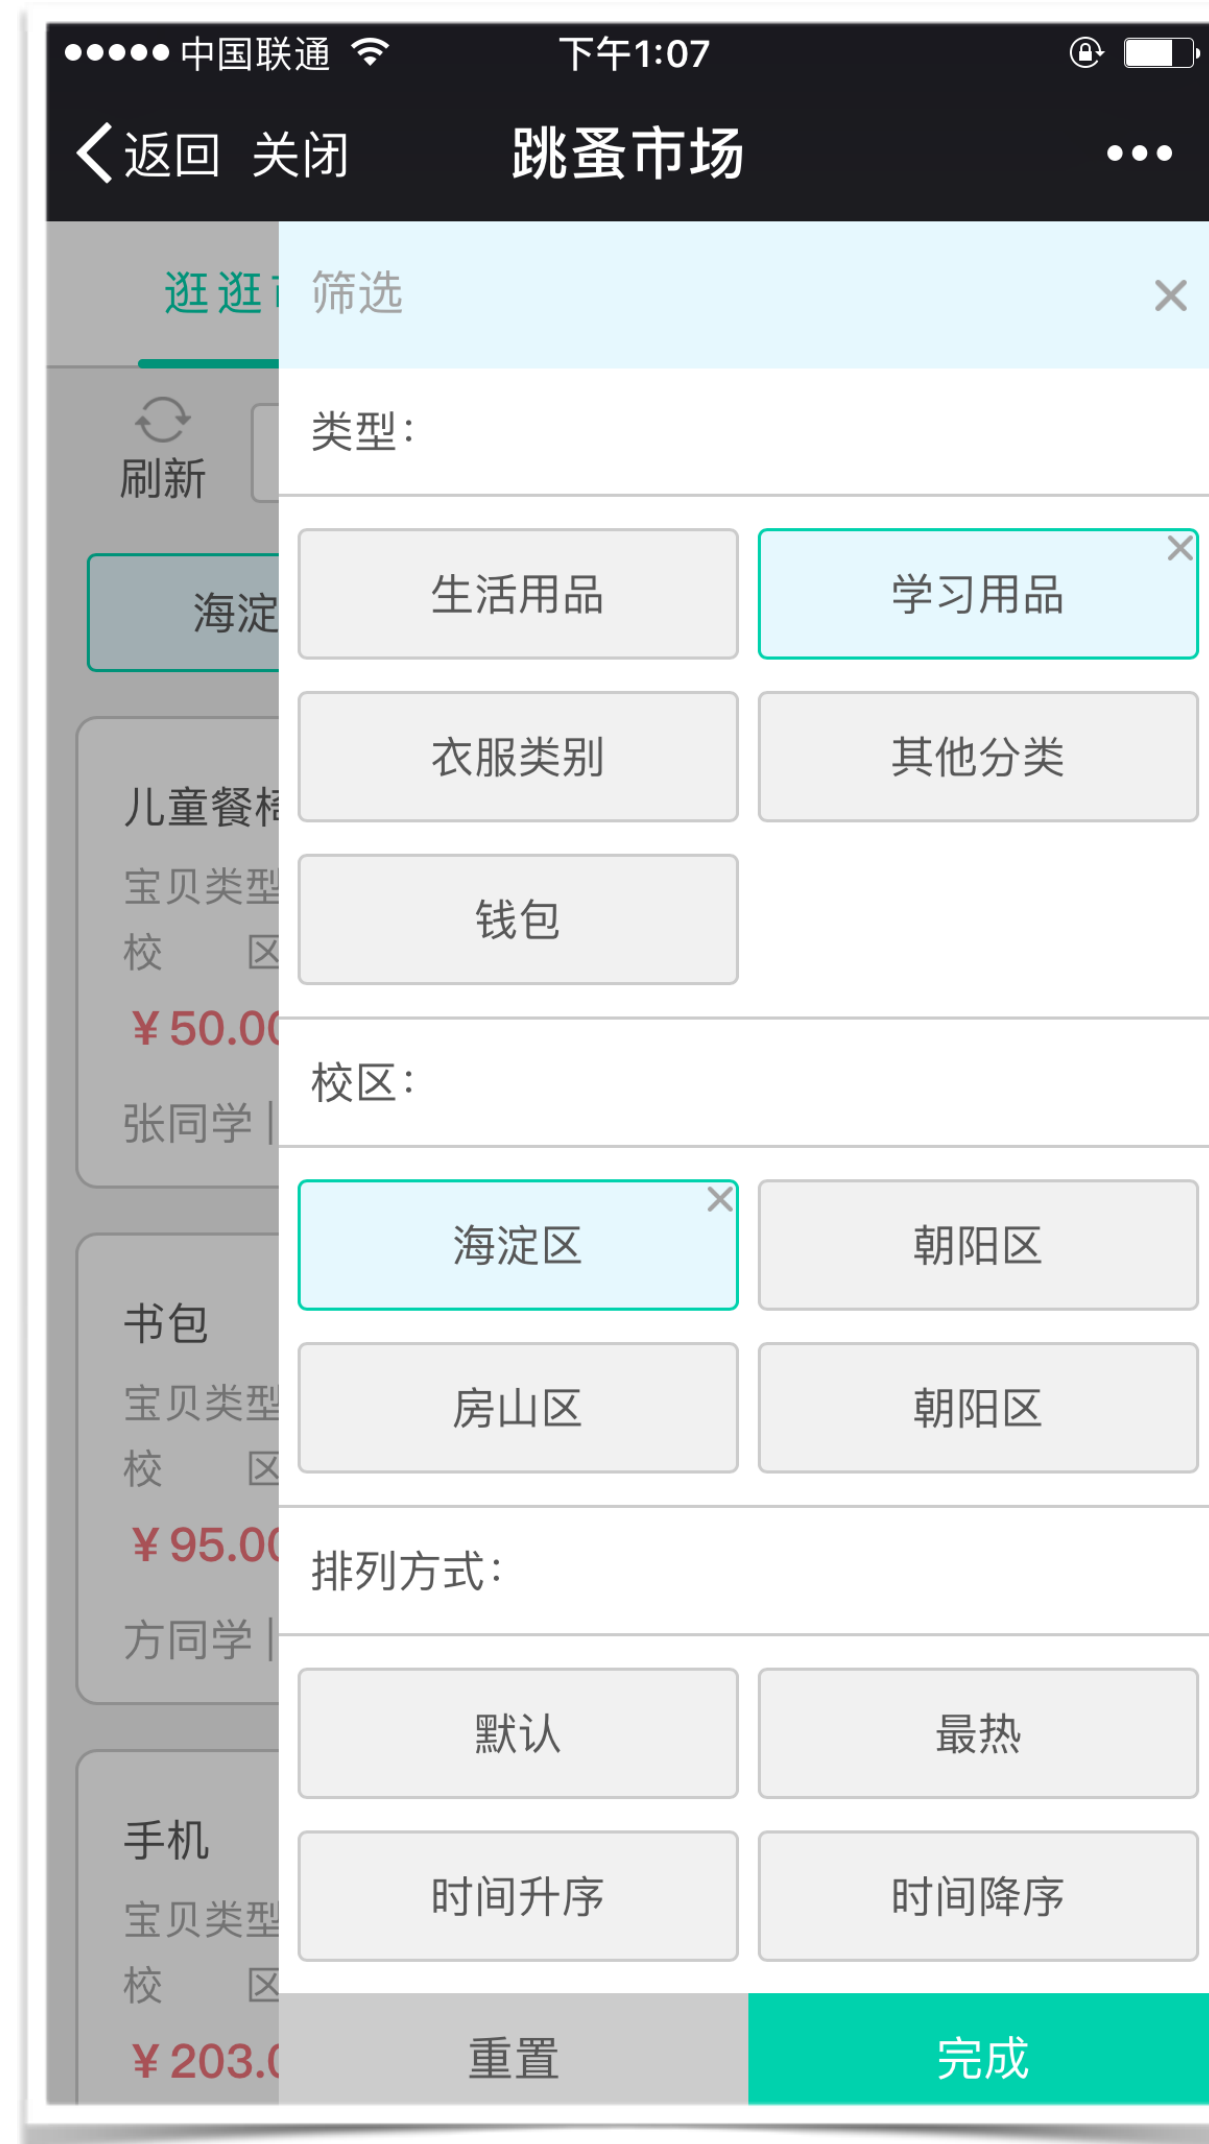 中国联通 下午1:07
返回 关闭 跳蚤市场
逛逛
筛选
刷新
类型:
生活用品 学习用品
海淀
衣服类别 其他分类
儿童餐椅
宝贝类型
钱包
校 区
¥50.00
校区:
张同学 |
海淀区 朝阳区
书包
宝贝类型
房山区 朝阳区
校 区
¥95.00
排列方式:
方同学 |
默认 最热
手机
宝贝类型
时间升序 时间降序
校 区
¥203.0
重置 完成